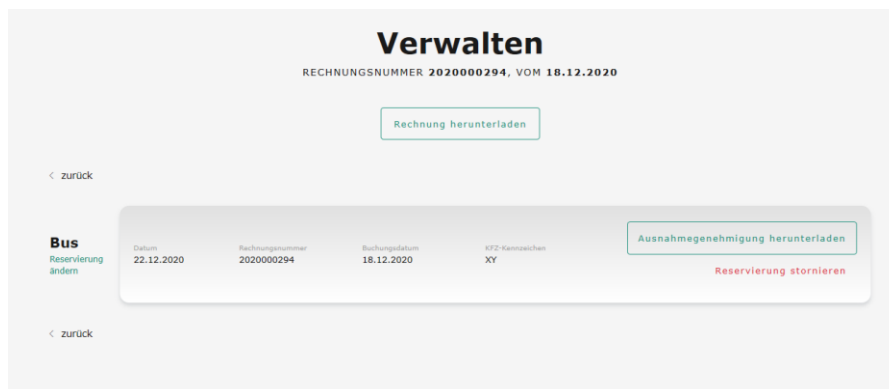 Verwalten
RECHNUNGSNUMMER 2020000294, VOM 18.12.2020
Rechnung herunterladen
< zurück
Bus
Reservierung
ändern
Datum
22.12.2020
Rechnungsnummer
2020000294
Buchungsdatum
18.12.2020
KFZ-Kennzeichen
XY
Ausnahmegenehmigung herunterladen
Reservierung stornieren
< zurück